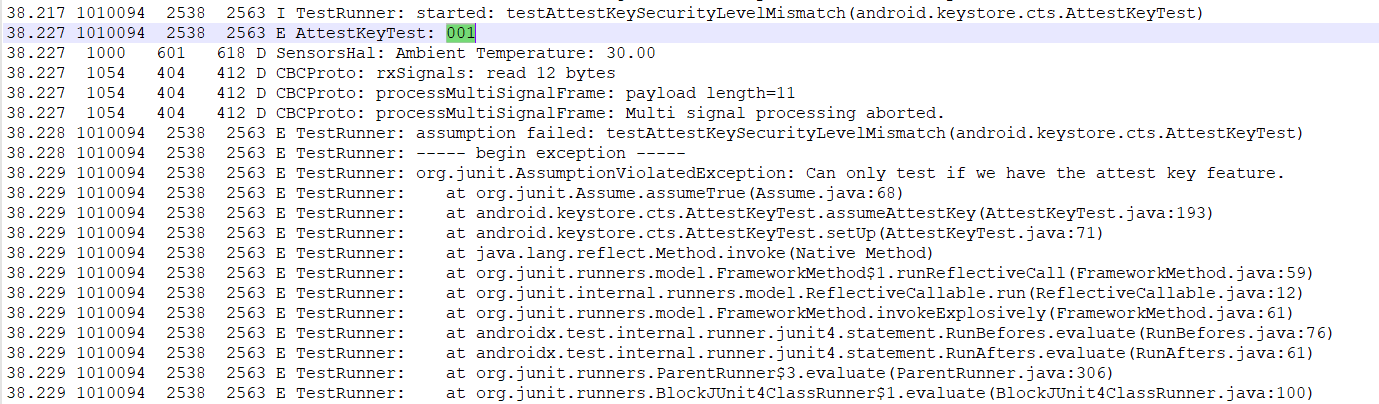 38.217 1010094 2538 2563 I TestRunner: started: testAttestKeySecurityLevelMismatch(android.keystore.cts.AttestKeyTest)
38.227 1010094 2538 2563 E AttestKeyTest: 001
38.227 1000 601 618 D SensorsHal: Ambient Temperature: 30.00
38.227 1054 404 412 D CBCProto: rxSignals: read 12 bytes
38.227 1054 404 412 D CBCProto: processMultiSignalFrame: payload length=11
38.227 1054 404 412 D CBCProto: processMultiSignalFrame: Multi signal processing aborted.
38.228 1010094 2538 2563 E TestRunner: assumption failed: testAttestKeySecurityLevelMismatch(android.keystore.cts.AttestKeyTest)
38.228 1010094 2538 2563 E TestRunner: ----- begin exception -----
38.229 1010094 2538 2563 E TestRunner: org.junit.AssumptionViolatedException: Can only test if we have the attest key feature.
38.229 1010094 2538 2563 E TestRunner: at org.junit.Assume.assumeTrue(Assume.java:68)
38.229 1010094 2538 2563 E TestRunner: at android.keystore.cts.AttestKeyTest.assumeAttestKey(AttestKeyTest.java:193)
38.229 1010094 2538 2563 E TestRunner: at android.keystore.cts.AttestKeyTest.setUp(AttestKeyTest.java:71)
38.229 1010094 2538 2563 E TestRunner: at java.lang.reflect.Method.invoke(Native Method)
38.229 1010094 2538 2563 E TestRunner: at org.junit.runners.model.FrameworkMethod$1.runReflectiveCall(FrameworkMethod.java:59)
38.229 1010094 2538 2563 E TestRunner: at org.junit.internal.runners.model.ReflectiveCallable.run(ReflectiveCallable.java:12)
38.229 1010094 2538 2563 E TestRunner: at org.junit.runners.model.FrameworkMethod.invokeExplosively(FrameworkMethod.java:61)
38.229 1010094 2538 2563 E TestRunner: at androidx.test.internal.runner.junit4.statement.RunBefores.evaluate(RunBefores.java:76)
38.229 1010094 2538 2563 E TestRunner: at androidx.test.internal.runner.junit4.statement.RunAfters.evaluate(RunAfters.java:61)
38.229 1010094 2538 2563 E TestRunner: at org.junit.runners.ParentRunner$3.evaluate(ParentRunner.java:306)
38.229 1010094 2538 2563 E TestRunner: at org.junit.runners.BlockJUnit4ClassRunner$1.evaluate(BlockJUnit4ClassRunner.java:100)